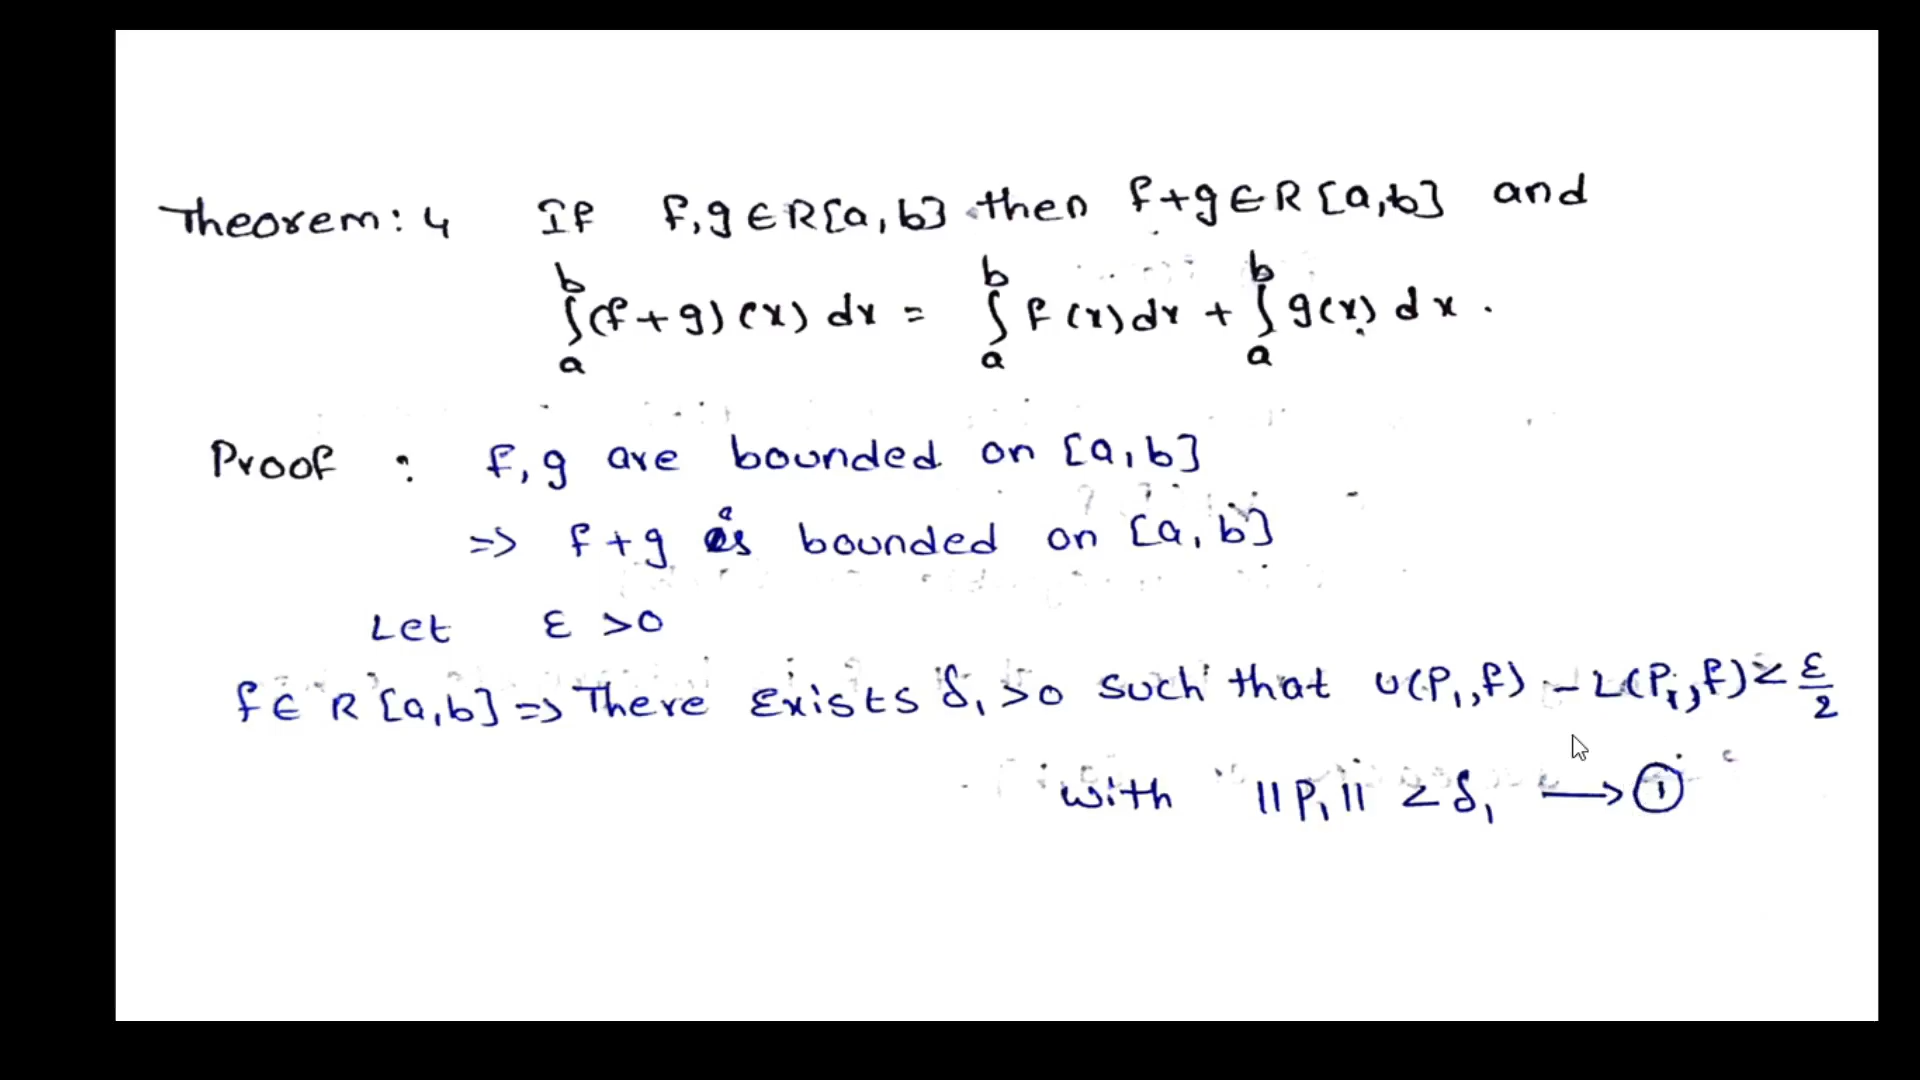 Theorem: 4 If f, g ∈ R[a, b] then f+g ∈ R [a,b] and
∫_a^b (f+g)(x) dx = ∫_a^b f(x)dx + ∫_a^b g(x) dx.
Proof : f, g are bounded on [a,b]
=> f+g is bounded on [a, b]
Let ε >0
f ∈ R [a,b] => There Exists δ₁ >0 such that U(P₁,f) - L(P₁,f) < ε/2
with ||P₁|| < δ₁ ⟶ ①